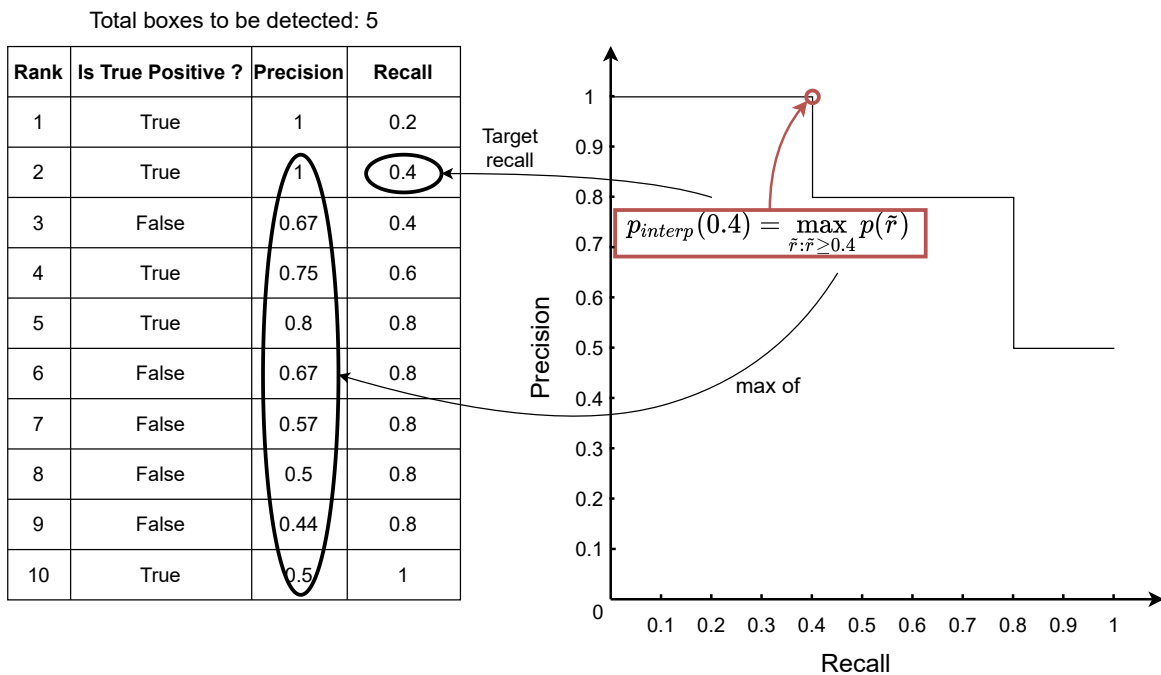 Total boxes to be detected: 5
Rank Is True Positive ? Precision Recall
1 True 1 0.2
2 True 1 0.4
3 False 0.67 0.4
4 True 0.75 0.6
5 True 0.8 0.8
6 False 0.67 0.8
7 False 0.57 0.8
8 False 0.5 0.8
9 False 0.44 0.8
10 True 0.5 1
Target
recall
max of
p_{interp}(0.4) = max p(r̃)
r̃:r̃≥0.4
Precision
1
0.9
0.8
0.7
0.6
0.5
0.4
0.3
0.2
0.1
0
0.1 0.2 0.3 0.4 0.5 0.6 0.7 0.8 0.9 1
Recall